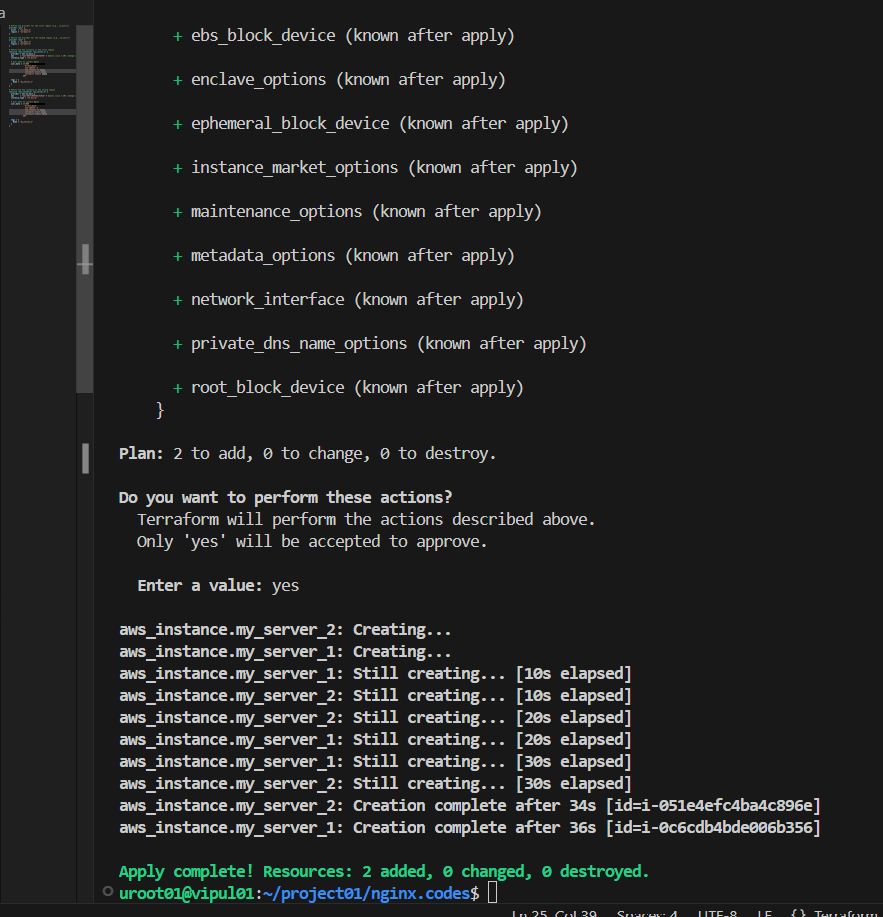 a
+ ebs_block_device (known after apply)
+ enclave_options (known after apply)
+ ephemeral_block_device (known after apply)
+ instance_market_options (known after apply)
+ maintenance_options (known after apply)
+ metadata_options (known after apply)
+ network_interface (known after apply)
+ private_dns_name_options (known after apply)
+ root_block_device (known after apply)
}
Plan: 2 to add, 0 to change, 0 to destroy.
Do you want to perform these actions?
Terraform will perform the actions described above.
Only 'yes' will be accepted to approve.
Enter a value: yes
aws_instance.my_server_2: Creating...
aws_instance.my_server_1: Creating...
aws_instance.my_server_1: Still creating... [10s elapsed]
aws_instance.my_server_2: Still creating... [10s elapsed]
aws_instance.my_server_2: Still creating... [20s elapsed]
aws_instance.my_server_1: Still creating... [20s elapsed]
aws_instance.my_server_1: Still creating... [30s elapsed]
aws_instance.my_server_2: Still creating... [30s elapsed]
aws_instance.my_server_2: Creation complete after 34s [id=i-051e4efc4ba4c896e]
aws_instance.my_server_1: Creation complete after 36s [id=i-0c6cdb4bde006b356]
Apply complete! Resources: 2 added, 0 changed, 0 destroyed.
uroot01@vipul01:~/project01/nginx.codes$
Ln 25, Col 39 Spaces: 4 UTF-8 LF {} Terraform